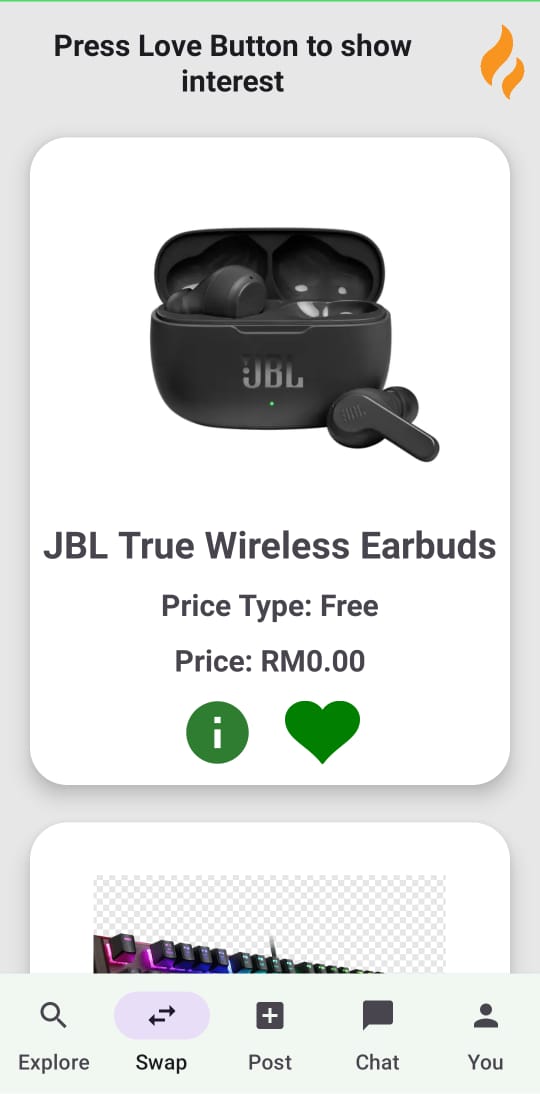 Press Love Button to show
interest
JBL
JBL
JBL True Wireless Earbuds
Price Type: Free
Price: RM0.00
i
Explore
Swap
Post
Chat
You